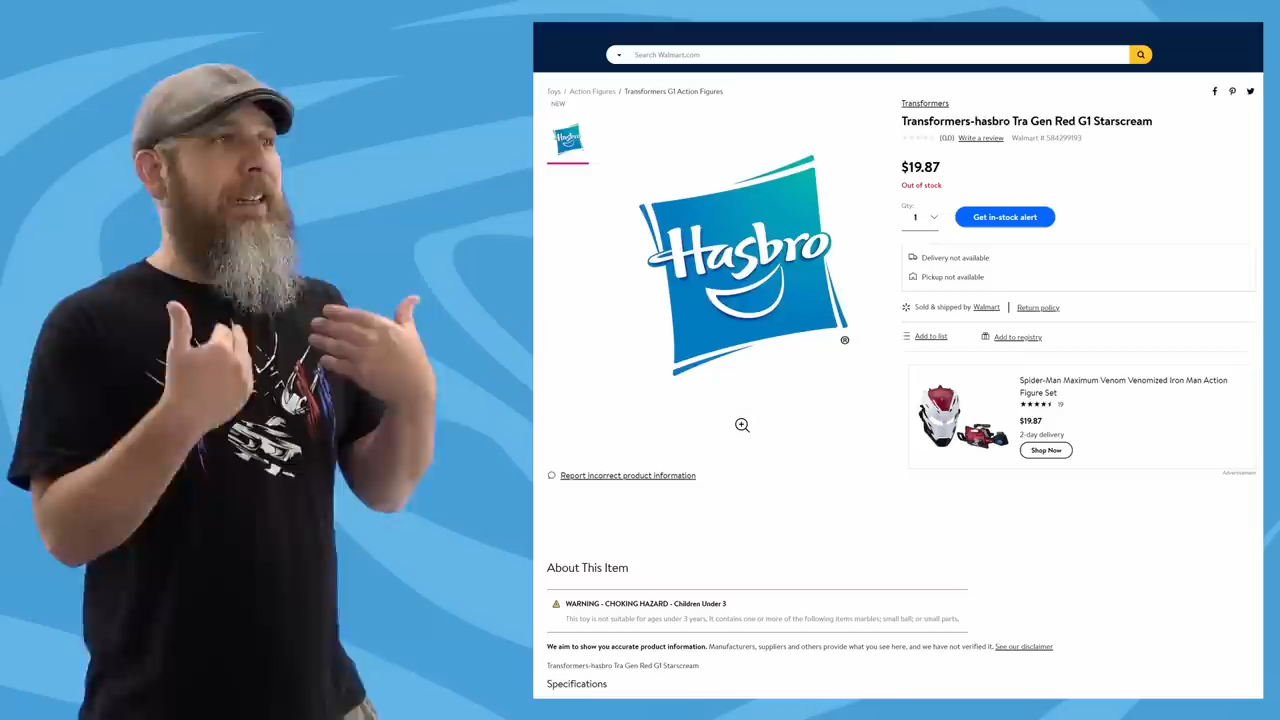 Search Walmart.com
Toys / Action Figures / Transformers G1 Action Figures
NEW
Hasbro
Hasbro
®
Report incorrect product information
Transformers
Transformers-hasbro Tra Gen Red G1 Starscream
(0.0) Write a review Walmart # 584299193
$19.87
Out of stock
Qty:
1
Get in-stock alert
Delivery not available
Pickup not available
Sold & shipped by Walmart | Return policy
Add to list
Add to registry
Spider-Man Maximum Venom Venomized Iron Man Action
Figure Set
19
$19.87
2-day delivery
Shop Now
Advertisement
About This Item
WARNING - CHOKING HAZARD - Children Under 3
This toy is not suitable for ages under 3 years. It contains one or more of the following items marbles; small ball; or small parts.
We aim to show you accurate product information. Manufacturers, suppliers and others provide what you see here, and we have not verified it. See our disclaimer
Transformers-hasbro Tra Gen Red G1 Starscream
Specifications